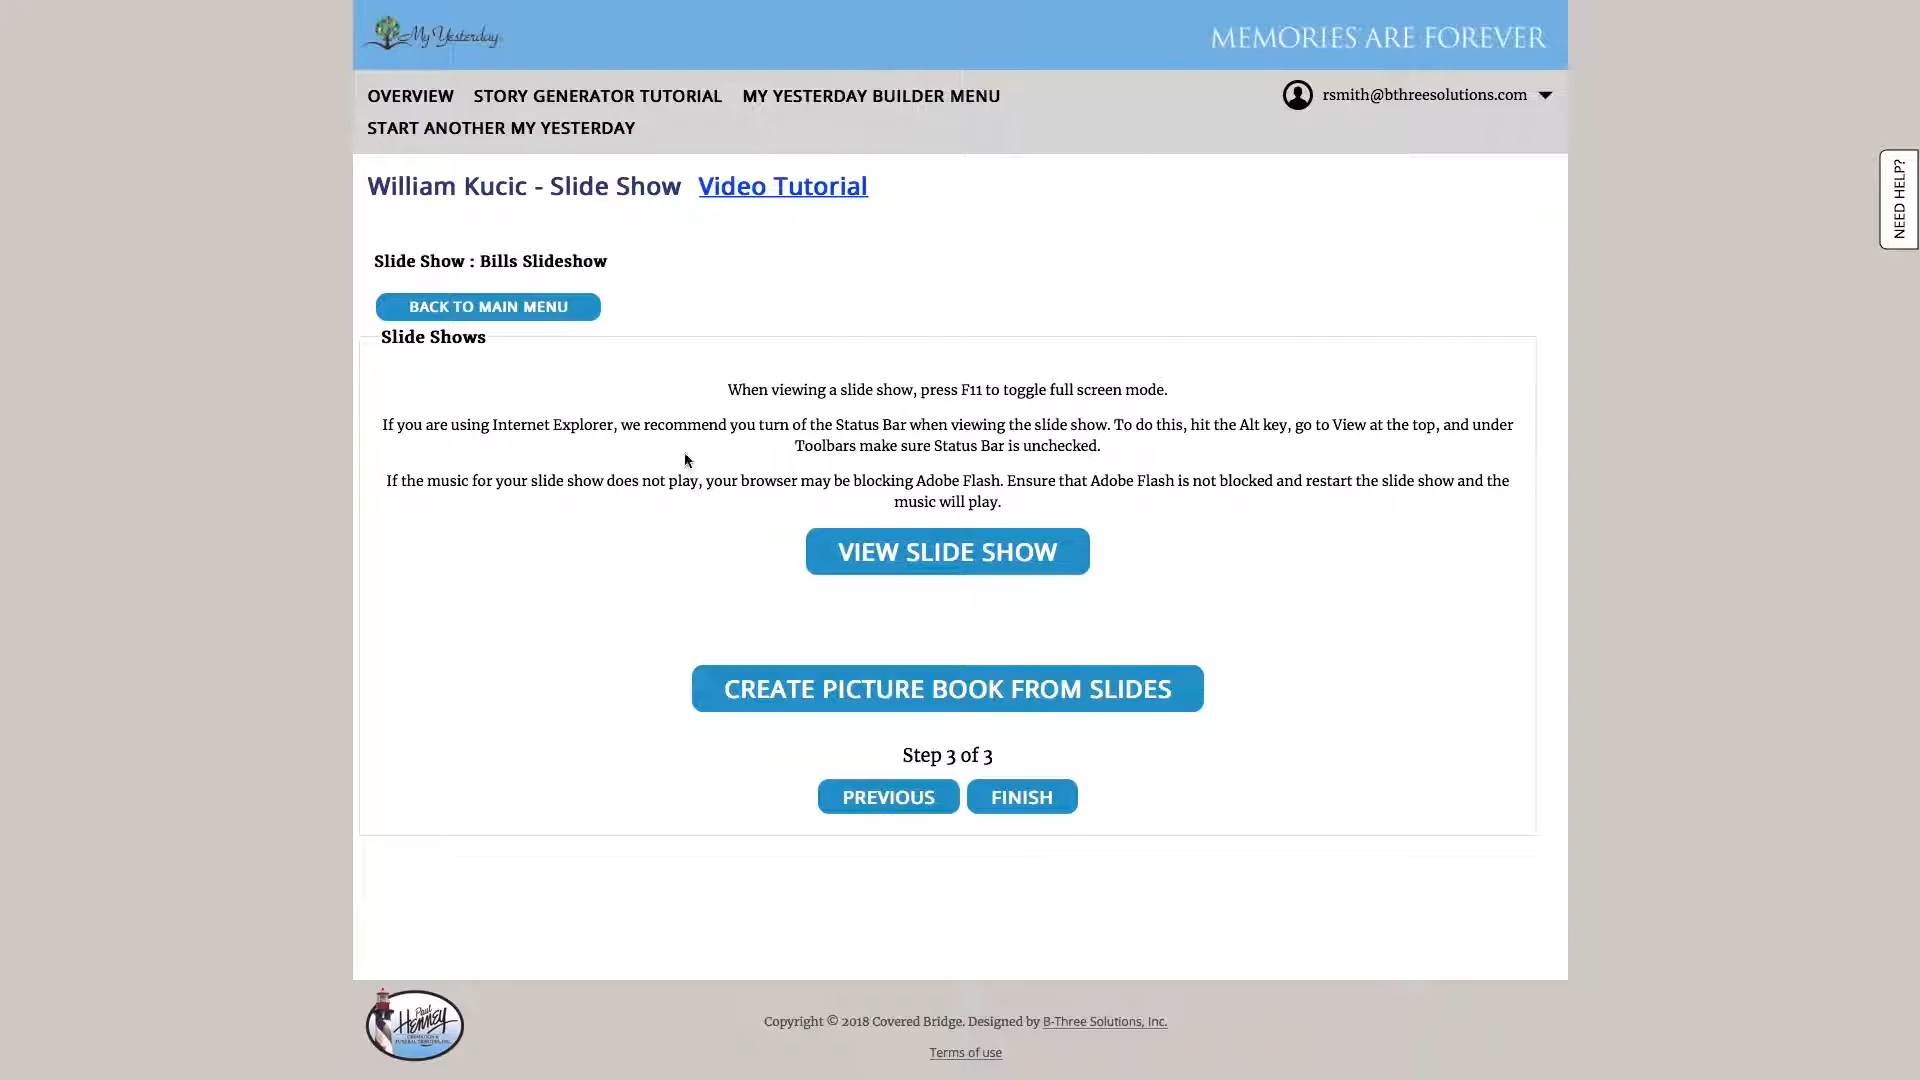 My Yesterday
MEMORIES ARE FOREVER
OVERVIEW STORY GENERATOR TUTORIAL MY YESTERDAY BUILDER MENU
rsmith@bthreesolutions.com
START ANOTHER MY YESTERDAY
NEED HELP?
William Kucic - Slide Show Video Tutorial
Slide Show : Bills Slideshow
BACK TO MAIN MENU
Slide Shows
When viewing a slide show, press F11 to toggle full screen mode.
If you are using Internet Explorer, we recommend you turn of the Status Bar when viewing the slide show. To do this, hit the Alt key, go to View at the top, and under
Toolbars make sure Status Bar is unchecked.
If the music for your slide show does not play, your browser may be blocking Adobe Flash. Ensure that Adobe Flash is not blocked and restart the slide show and the
music will play.
VIEW SLIDE SHOW
CREATE PICTURE BOOK FROM SLIDES
Step 3 of 3
PREVIOUS FINISH
Paul
Henney
CREMATION &
FUNERAL TRIBUTES, INC.
Copyright © 2018 Covered Bridge. Designed by B-Three Solutions, Inc.
Terms of use